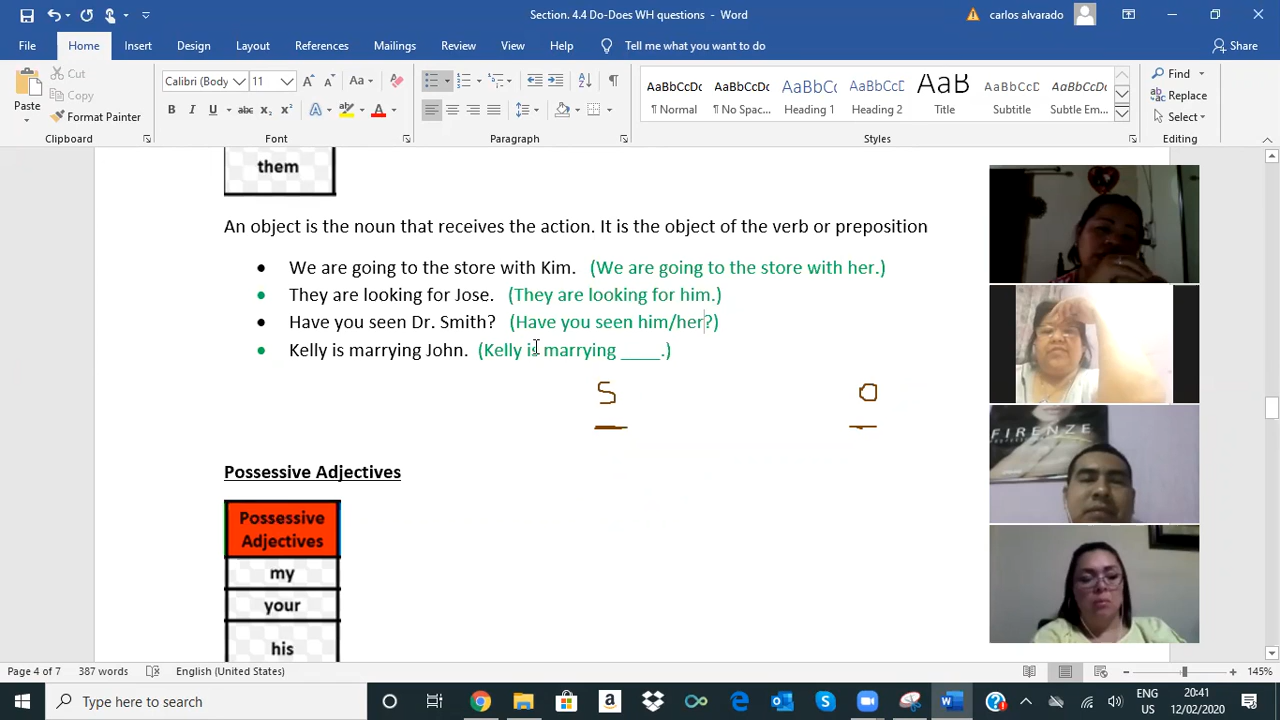 Section. 4.4 Do-Does WH questions - Word
carlos alvarado
File Home Insert Design Layout References Mailings Review View Help Tell me what you want to do Share
Paste
Cut
Copy
Format Painter
Clipboard
Calibri (Body 11
Font
Paragraph
AaBbCcDc AaBbCcDc AaBbCc AaBbCcC AaB AaBbCcD AaBbCcDc
¶ Normal ¶ No Spac... Heading 1 Heading 2 Title Subtitle Subtle Em...
Styles
Find
Replace
Select
Editing
them
An object is the noun that receives the action. It is the object of the verb or preposition
• We are going to the store with Kim. (We are going to the store with her.)
• They are looking for Jose. (They are looking for him.)
• Have you seen Dr. Smith? (Have you seen him/her?)
• Kelly is marrying John. (Kelly is marrying ____.)
S O
Possessive Adjectives
Possessive
Adjectives
my
your
his
FIRENZE
Page 4 of 7 387 words English (United States) 145%
Type here to search
ENG
US
20:41
12/02/2020